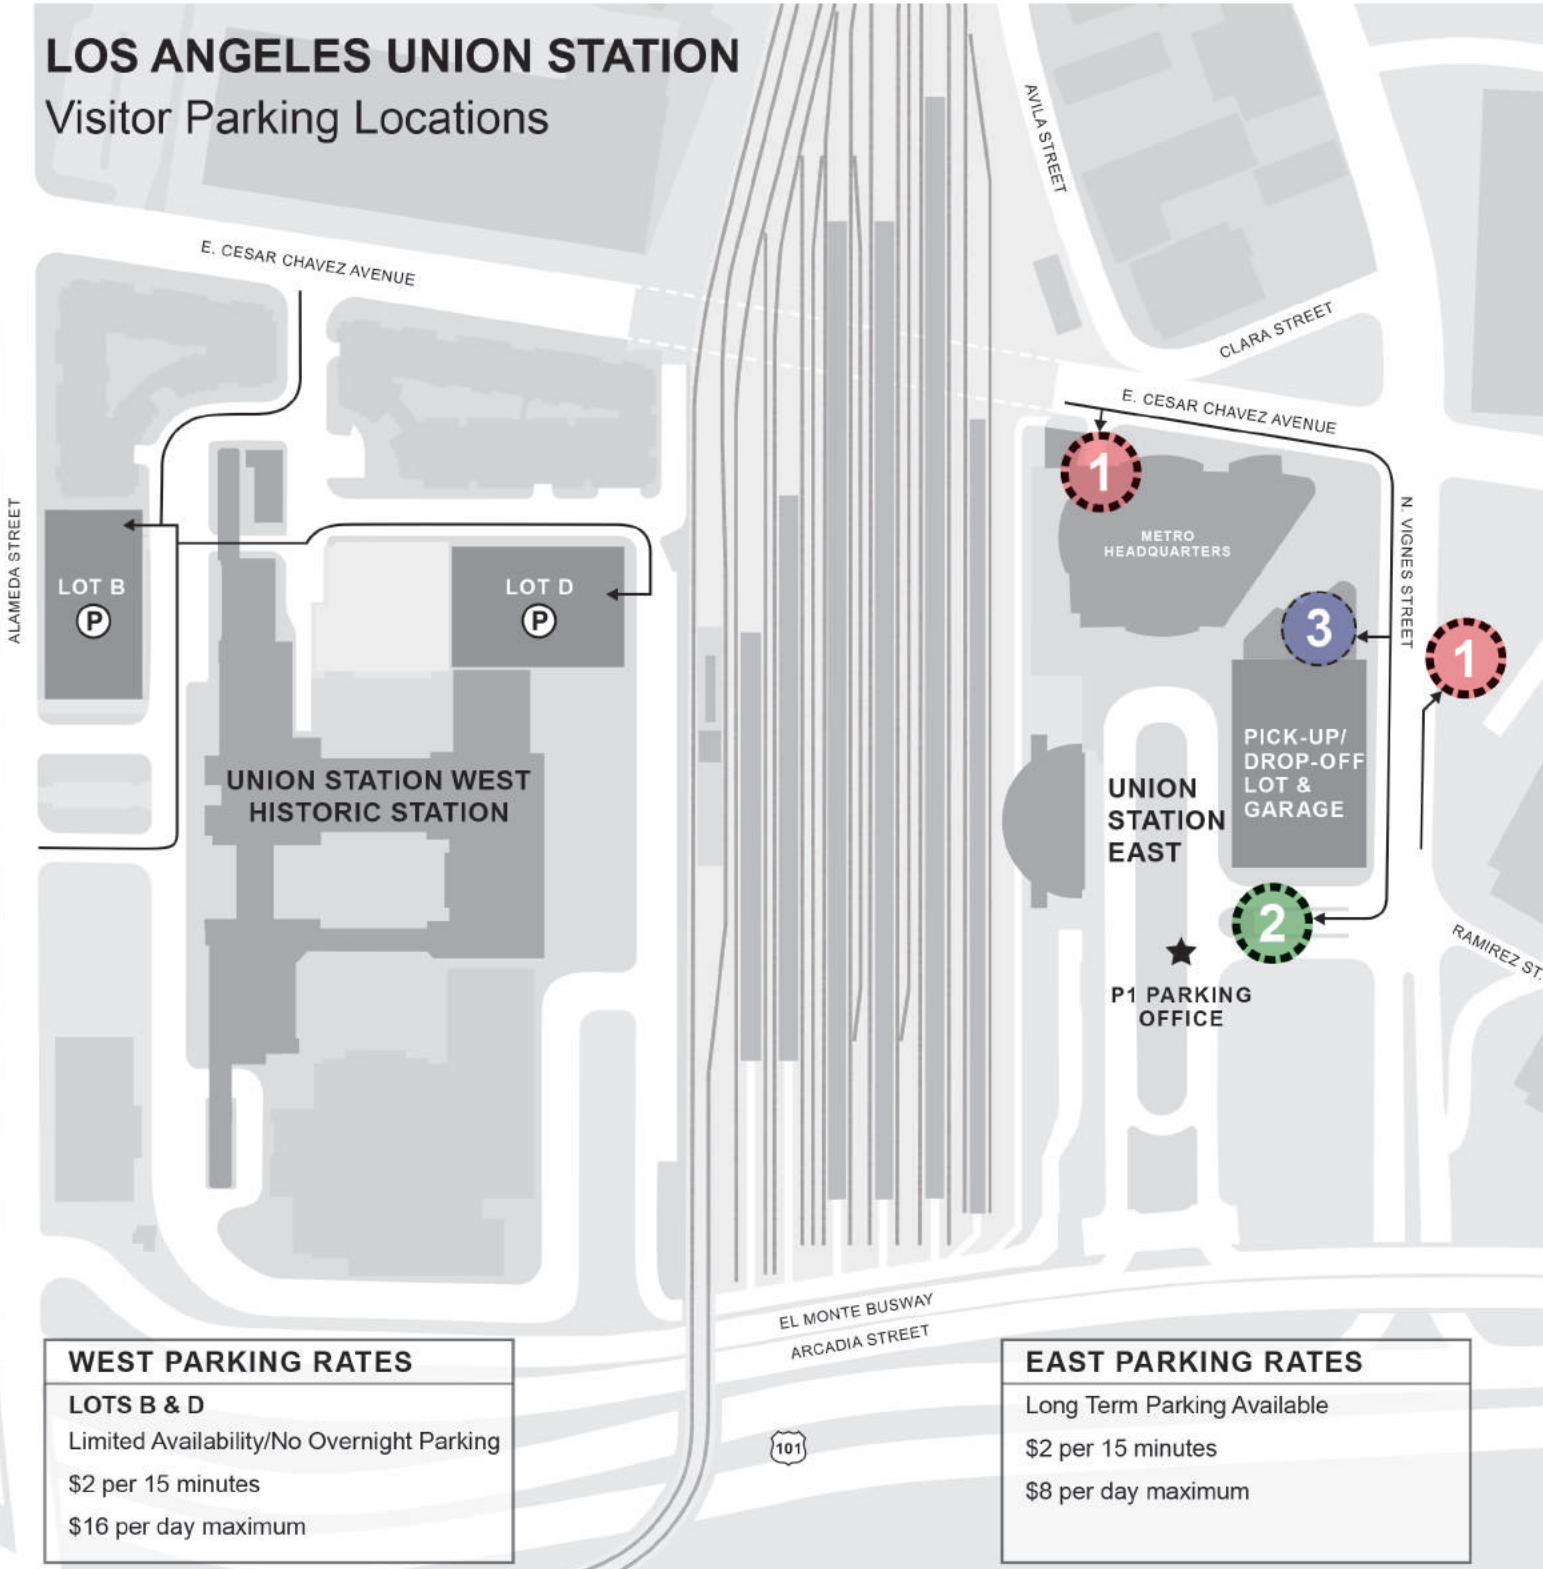 LOS ANGELES UNION STATION
Visitor Parking Locations
AVILA STREET
E. CESAR CHAVEZ AVENUE
CLARA STREET
E. CESAR CHAVEZ AVENUE
1
METRO
HEADQUARTERS
N. VIGNES STREET
ALAMEDA STREET
LOT B
P
LOT D
P
3
1
PICK-UP/
DROP-OFF
LOT &
GARAGE
UNION STATION WEST
HISTORIC STATION
UNION
STATION
EAST
2
RAMIREZ ST.
P1 PARKING
OFFICE
EL MONTE BUSWAY
ARCADIA STREET
101
WEST PARKING RATES
LOTS B & D
Limited Availability/No Overnight Parking
$2 per 15 minutes
$16 per day maximum
EAST PARKING RATES
Long Term Parking Available
$2 per 15 minutes
$8 per day maximum